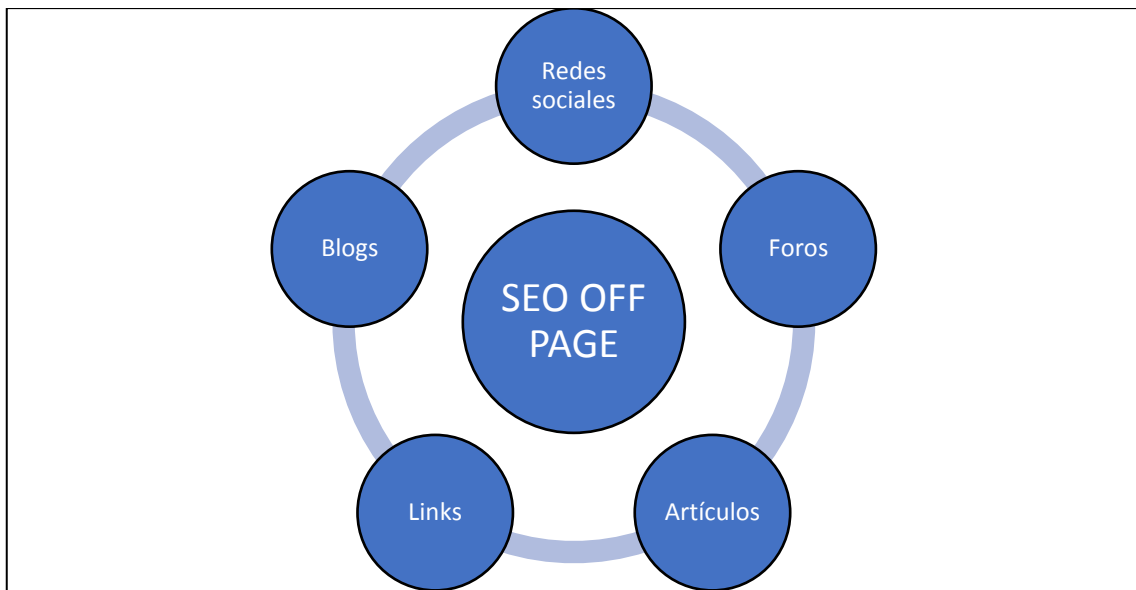 Redes
sociales
Blogs
Foros
SEO OFF
PAGE
Links
Artículos